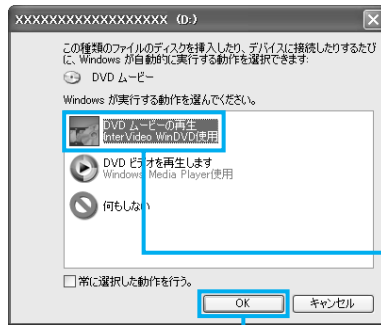 XXXXXXXXXXXXXXXXXX (D:)
この種類のファイルのディスクを挿入したり、デバイスに接続したりするたび
に、Windows が自動的に実行する動作を選択できます:
DVD ムービー
Windows が実行する動作を選んでください。
DVD ムービーの再生
InterVideo WinDVD使用
DVD ビデオを再生します
Windows Media Player使用
何もしない
常に選択した動作を行う。
OK
キャンセル